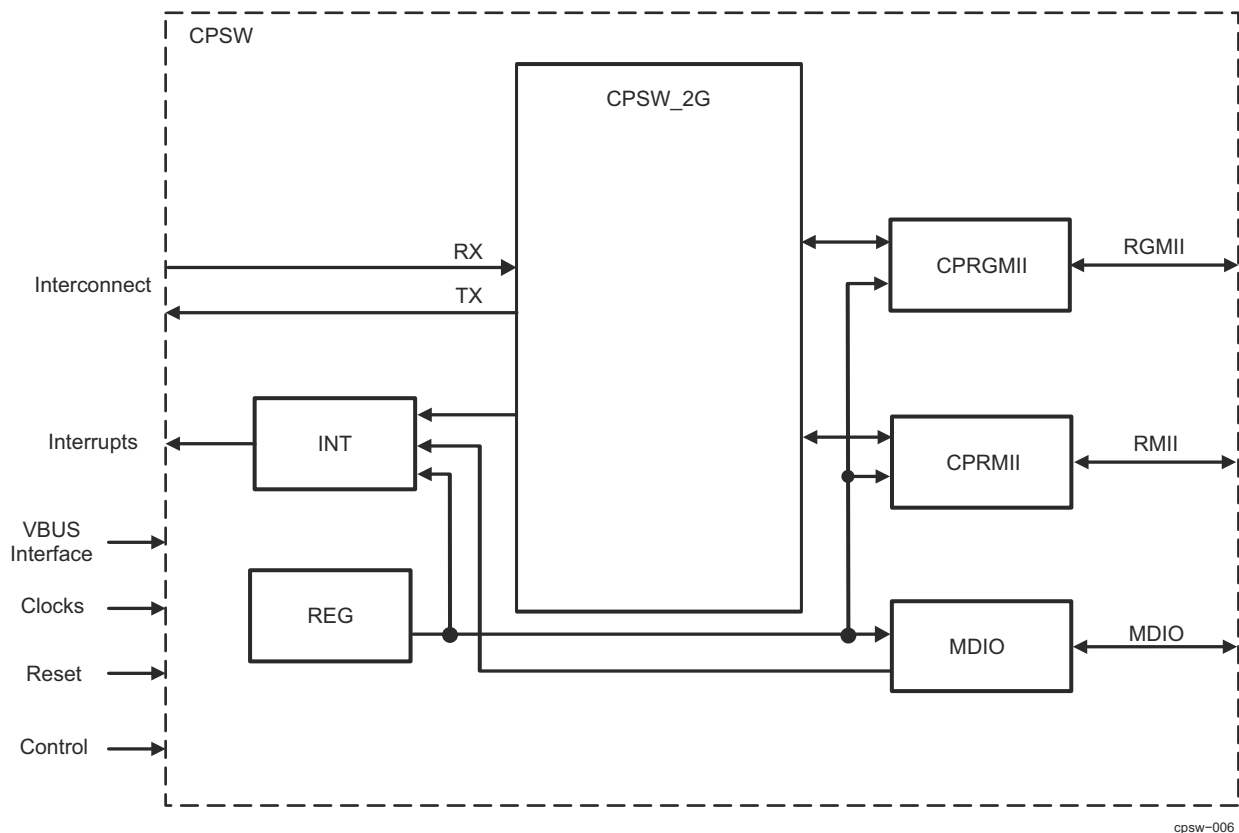 CPSW
CPSW_2G
RX
Interconnect
TX
CPRGMII
RGMII
Interrupts
INT
CPRMII
RMII
VBUS
Interface
Clocks
REG
MDIO
MDIO
Reset
Control
cpsw-006